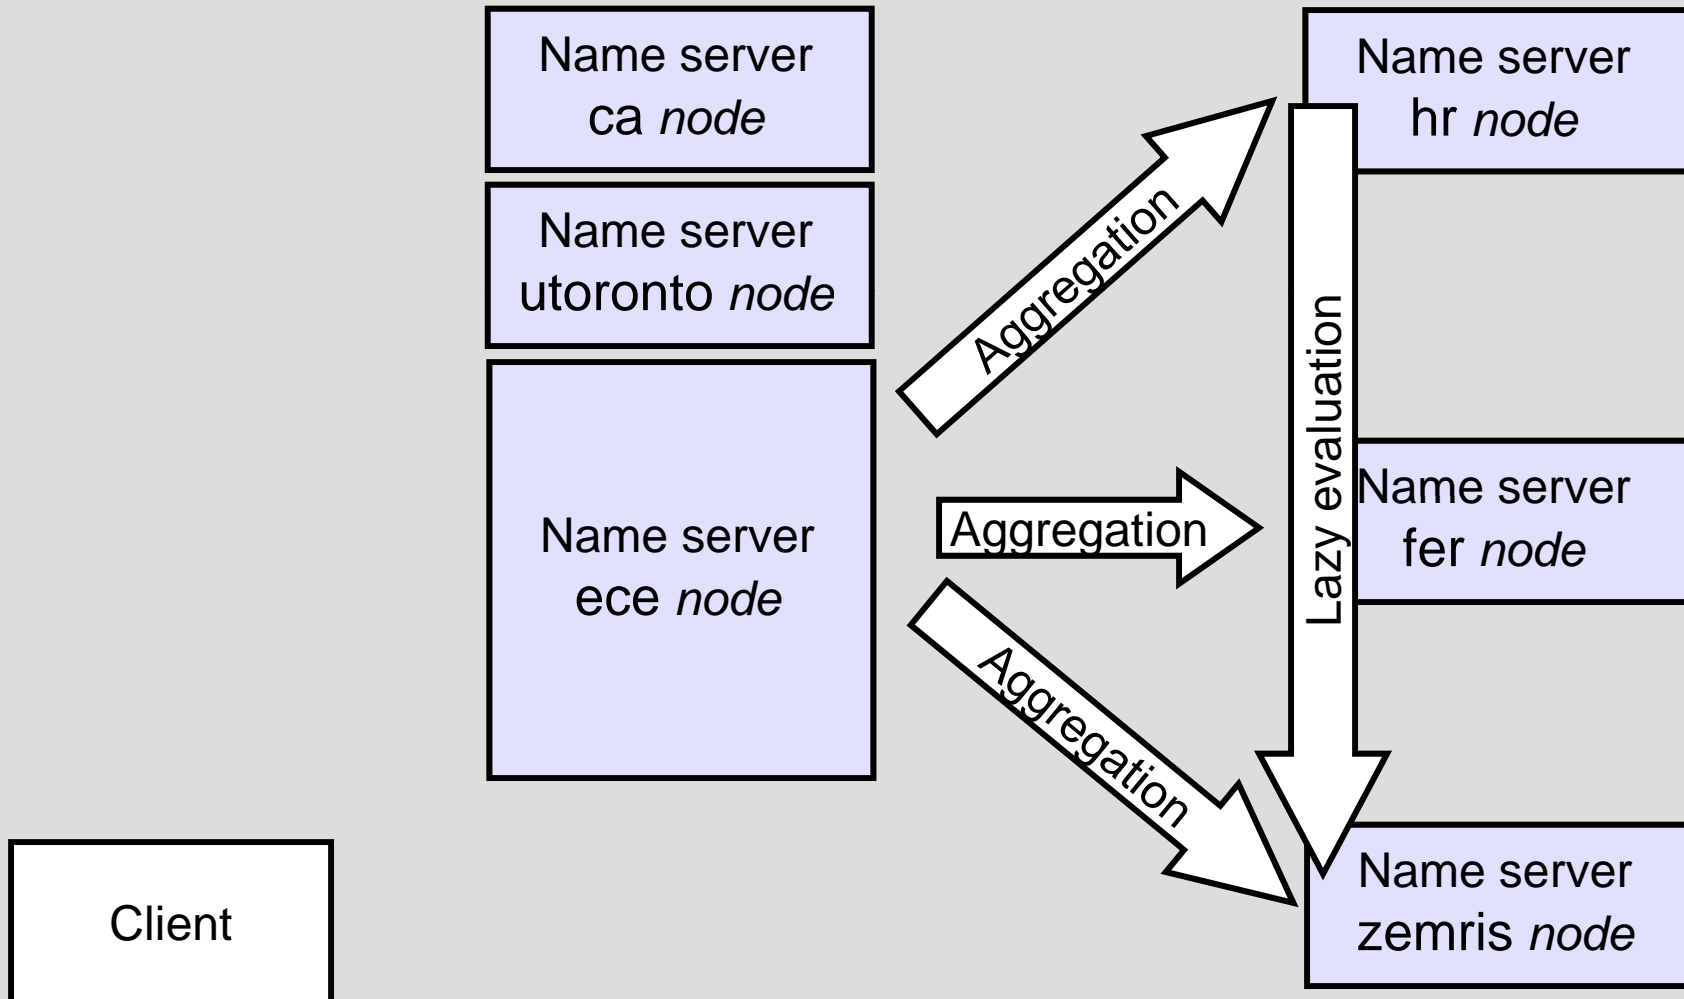 Name server
ca node
Name server
utoronto node
Name server
ece node
Client
Aggregation
Aggregation
Aggregation
Lazy evaluation
Name server
hr node
Name server
fer node
Name server
zemris node